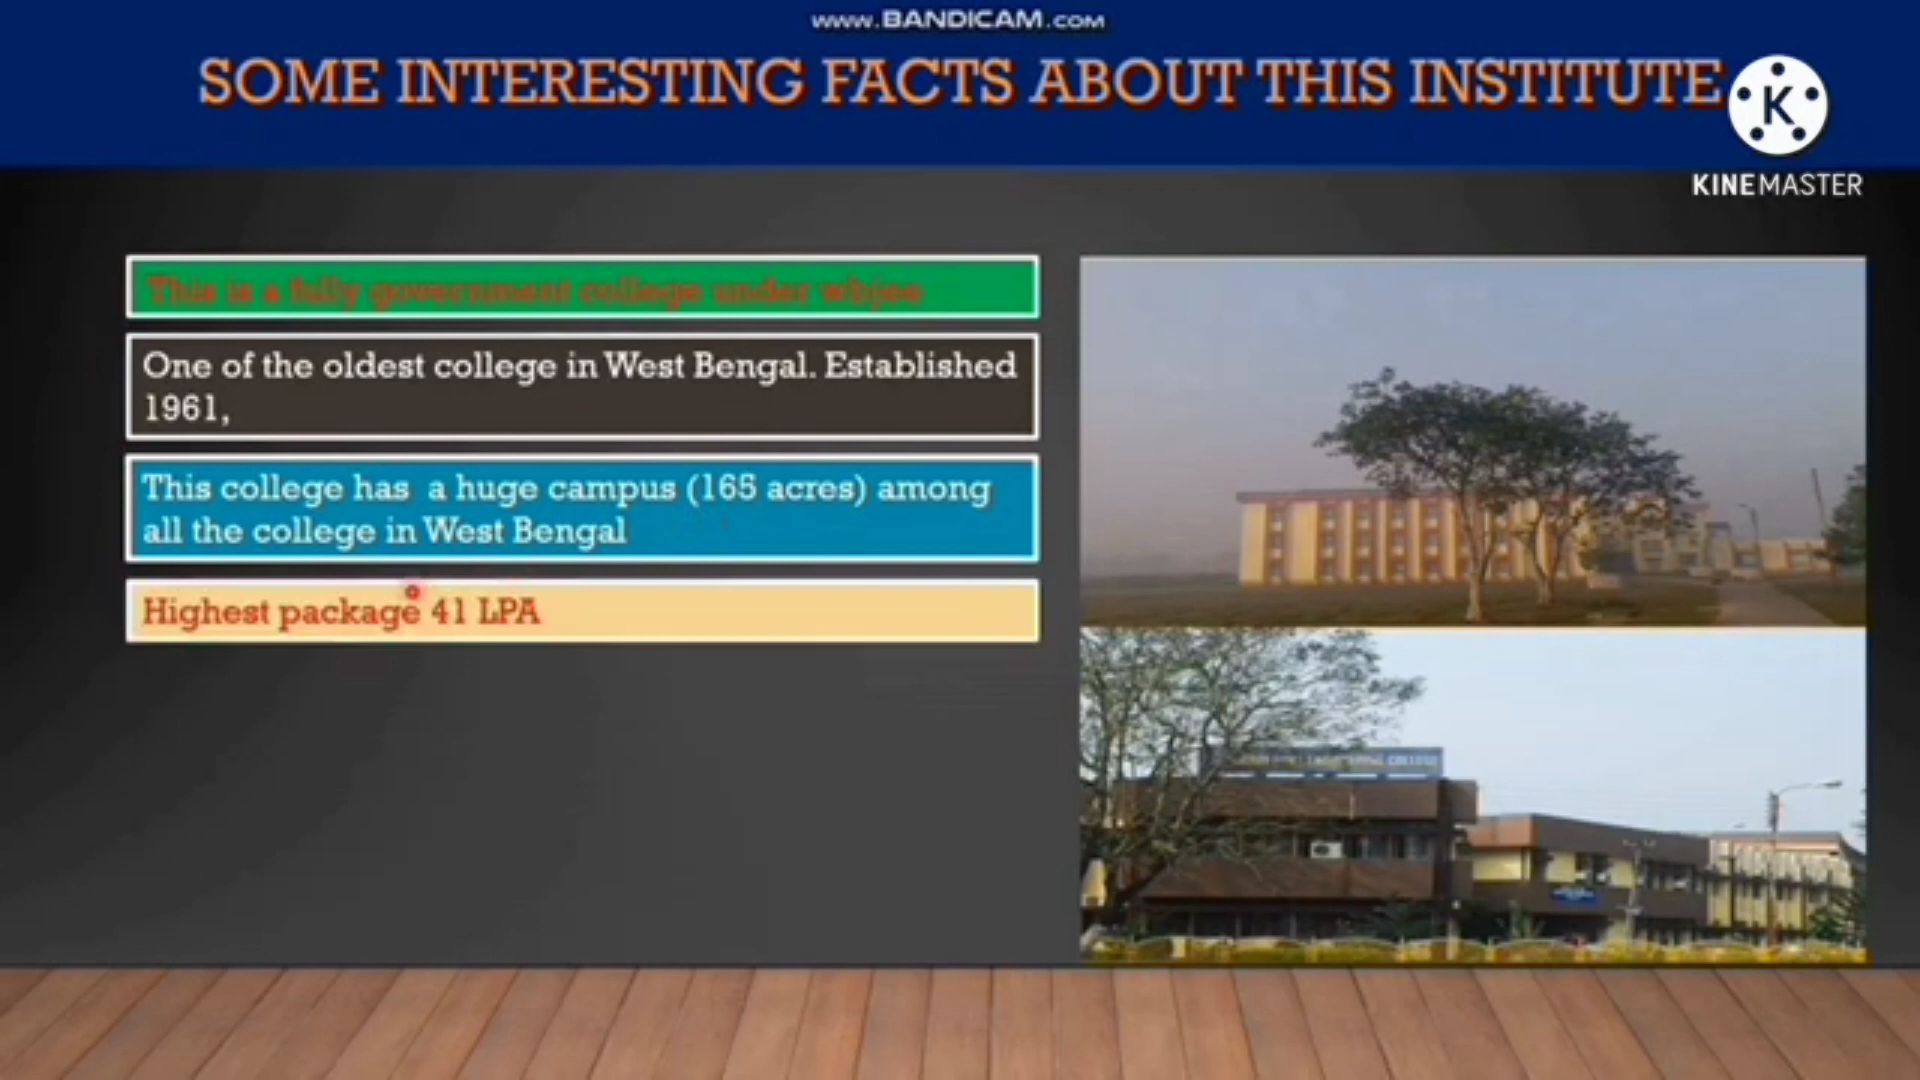 www.BANDICAM.com
SOME INTERESTING FACTS ABOUT THIS INSTITUTE
K
KINEMASTER
This is a fully government college under wbjee
One of the oldest college in West Bengal. Established
1961,
This college has a huge campus (165 acres) among
all the college in West Bengal
Highest package 41 LPA
ENGINEERING COLLEGE